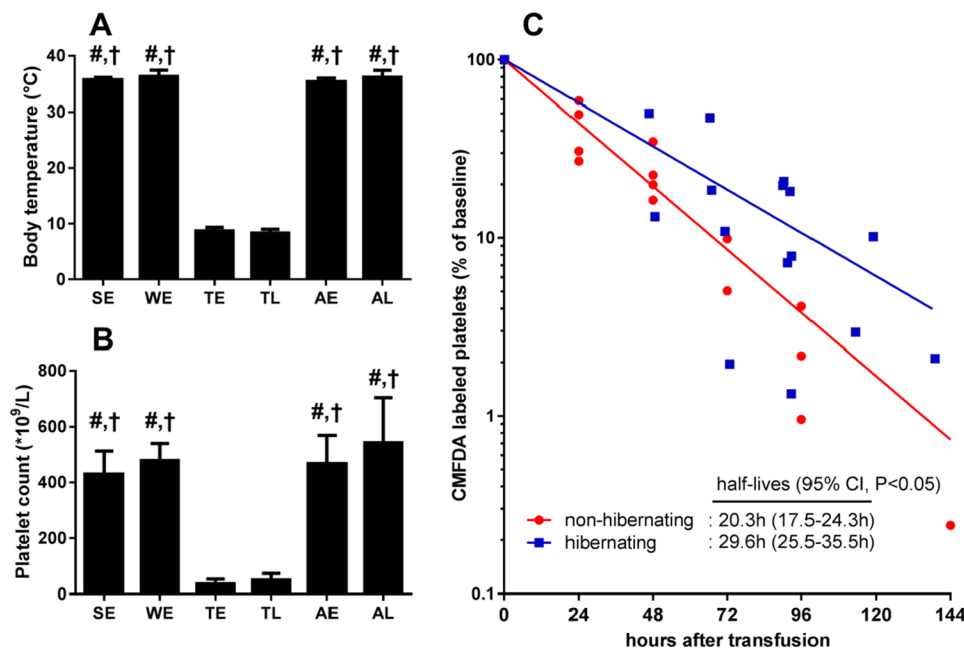 A
#,† #,† #,† #,†
Body temperature (°C)
40
30
20
10
0
SE WE TE TL AE AL
B
#,† #,† #,† #,†
Platelet count (*10⁹/L)
800
600
400
200
0
SE WE TE TL AE AL
C
CMFDA labeled platelets (% of baseline)
100
10
1
0.1
half-lives (95% CI, P<0.05)
non-hibernating : 20.3h (17.5-24.3h)
hibernating : 29.6h (25.5-35.5h)
0 24 48 72 96 120 144
hours after transfusion